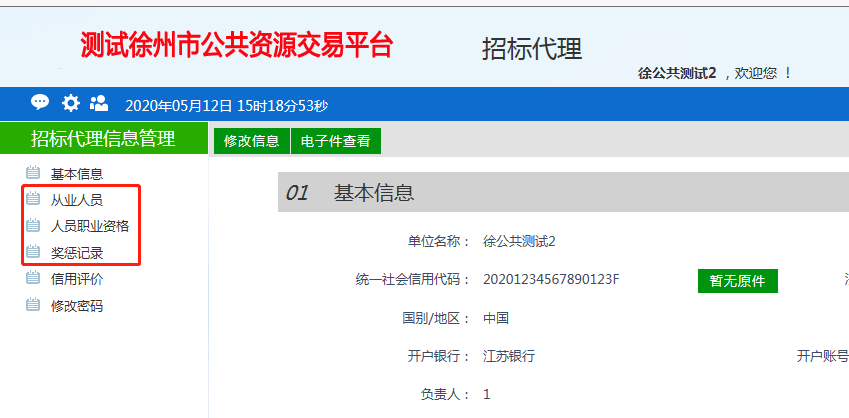 测试徐州市公共资源交易平台
招标代理
徐公共测试2 ，欢迎您 ！
2020年05月12日 15时18分53秒
招标代理信息管理
修改信息 电子件查看
基本信息
从业人员
人员职业资格
奖惩记录
信用评价
修改密码
01 基本信息
单位名称： 徐公共测试2
统一社会信用代码： 20201234567890123F 暂无原件
国别/地区： 中国
开户银行： 江苏银行 开户账号
负责人： 1